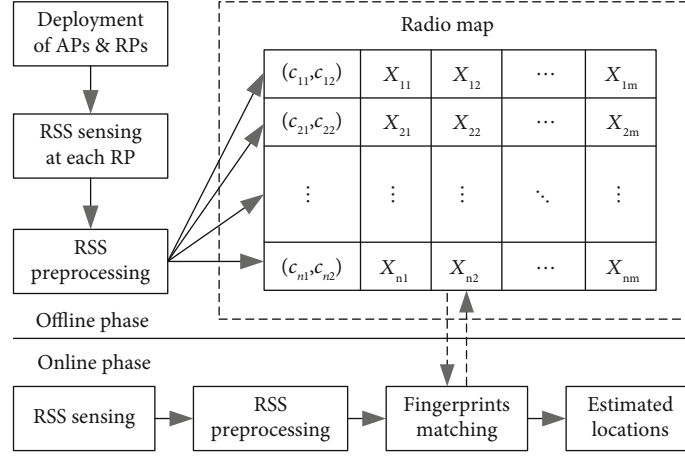 Deployment
of APs & RPs
RSS sensing
at each RP
RSS
preprocessing
Offline phase
Radio map
(c₁₁,c₁₂) X₁₁ X₁₂ ⋯ X₁ₘ
(c₂₁,c₂₂) X₂₁ X₂₂ ⋯ X₂ₘ
⋮ ⋮ ⋮ ⋱ ⋮
(cₙ₁,cₙ₂) Xₙ₁ Xₙ₂ ⋯ Xₙₘ
Online phase
RSS sensing
RSS
preprocessing
Fingerprints
matching
Estimated
locations